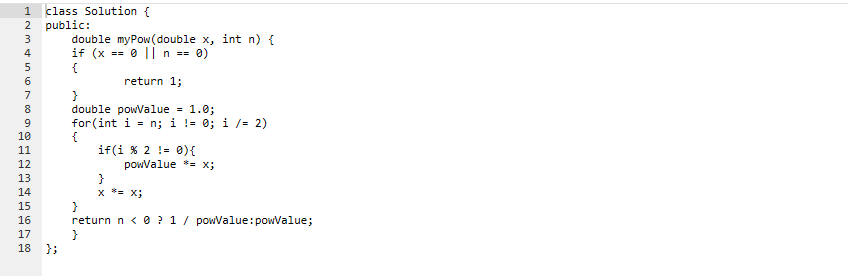 1 class Solution {
2 public:
3     double myPow(double x, int n) {
4     if (x == 0 || n == 0)
5     {
6             return 1;
7     }
8     double powValue = 1.0;
9     for(int i = n; i != 0; i /= 2)
10     {
11         if(i % 2 != 0){
12             powValue *= x;
13         }
14         x *= x;
15     }
16     return n < 0 ? 1 / powValue:powValue;
17     }
18 };